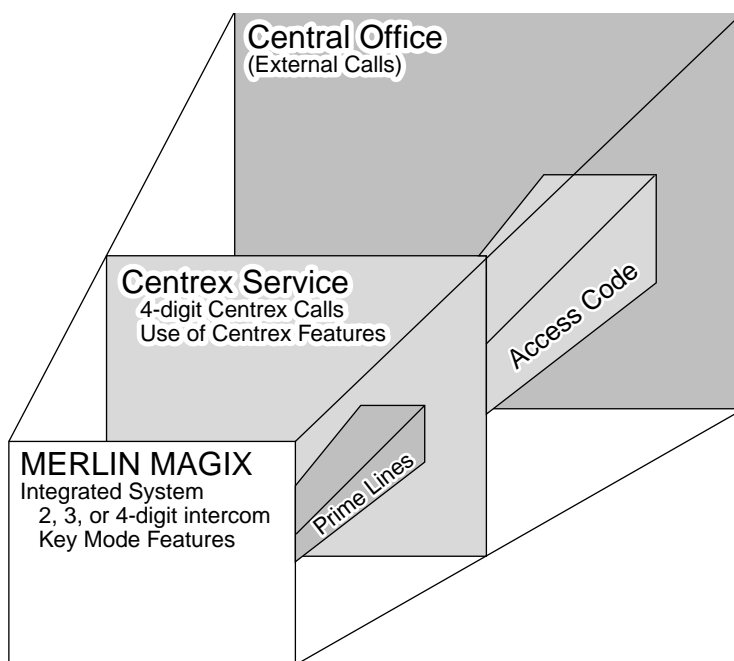 Central Office
(External Calls)
Centrex Service
4-digit Centrex Calls
Use of Centrex Features
Access Code
MERLIN MAGIX
Integrated System
2, 3, or 4-digit intercom
Key Mode Features
Prime Lines